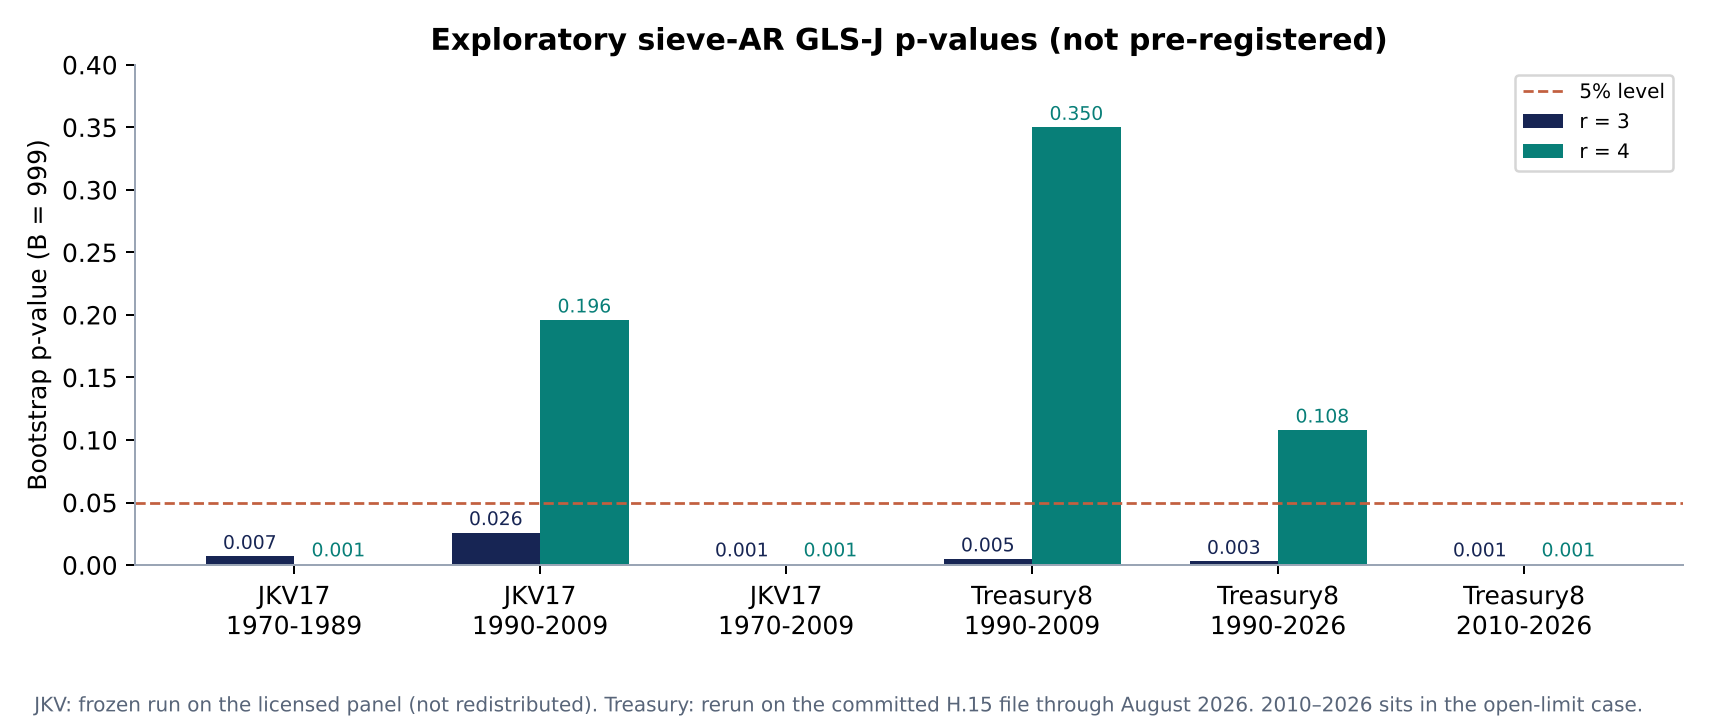 Exploratory sieve-AR GLS-J p-values (not pre-registered)
Bootstrap p-value (B = 999)
0.40
0.35
0.30
0.25
0.20
0.15
0.10
0.05
0.00
5% level
r = 3
r = 4
0.007
0.001
0.026
0.196
0.001
0.001
0.005
0.350
0.003
0.108
0.001
0.001
JKV17
1970-1989
JKV17
1990-2009
JKV17
1970-2009
Treasury8
1990-2009
Treasury8
1990-2026
Treasury8
2010-2026
JKV: frozen run on the licensed panel (not redistributed). Treasury: rerun on the committed H.15 file through August 2026. 2010–2026 sits in the open-limit case.